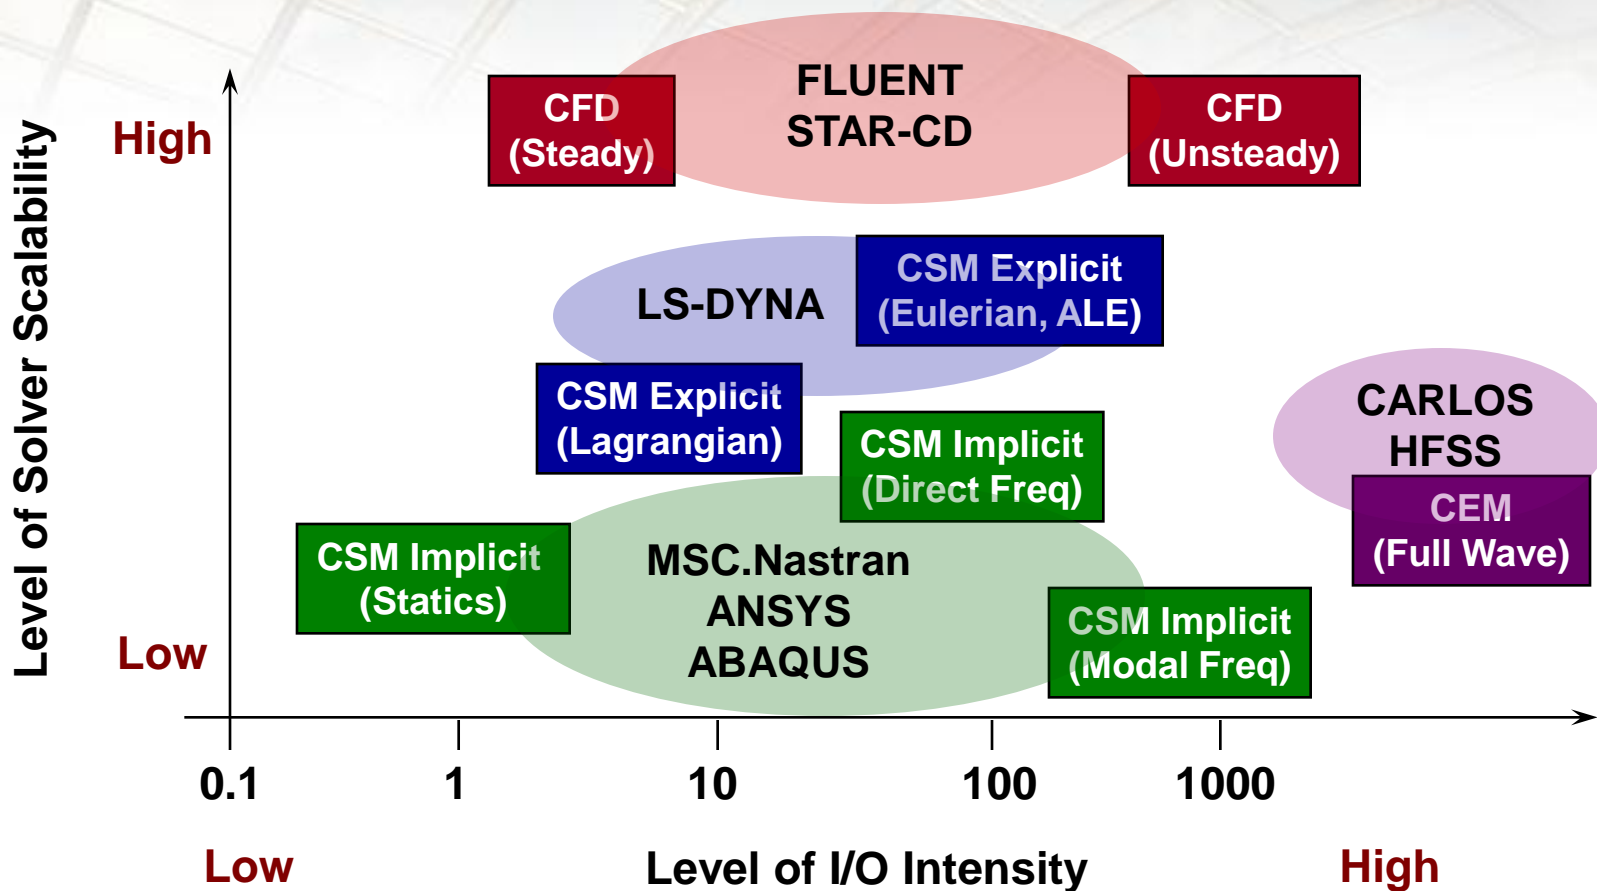 FLUENT
STAR-CD
CFD
(Steady)
CFD
(Unsteady)
High
Level of Solver Scalability
LS-DYNA
CSM Explicit
(Eulerian, ALE)
CSM Explicit
(Lagrangian)
CSM Implicit
(Direct Freq)
CARLOS
HFSS
CEM
(Full Wave)
CSM Implicit
(Statics)
MSC.Nastran
ANSYS
ABAQUS
CSM Implicit
(Modal Freq)
Low
0.1 1 10 100 1000
Low Level of I/O Intensity High